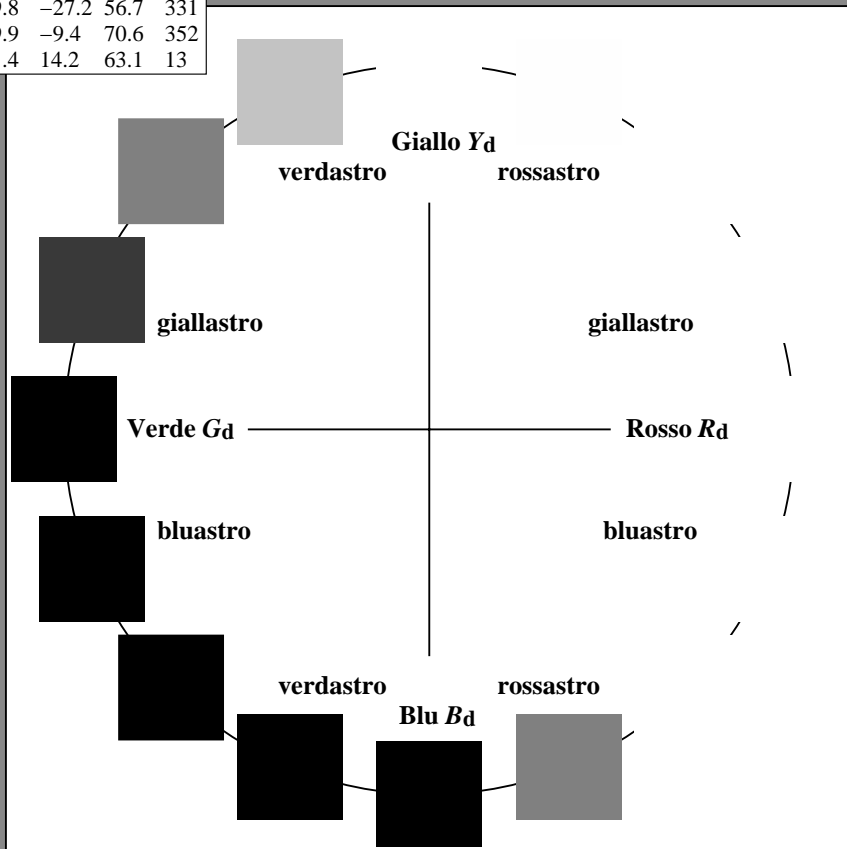 .8 −27.2 56.7 331
.9 −9.4 70.6 352
.4 14.2 63.1 13
Giallo Yd
verdastro rossastro
giallastro giallastro
Verde Gd Rosso Rd
bluastro bluastro
verdastro rossastro
Blu Bd